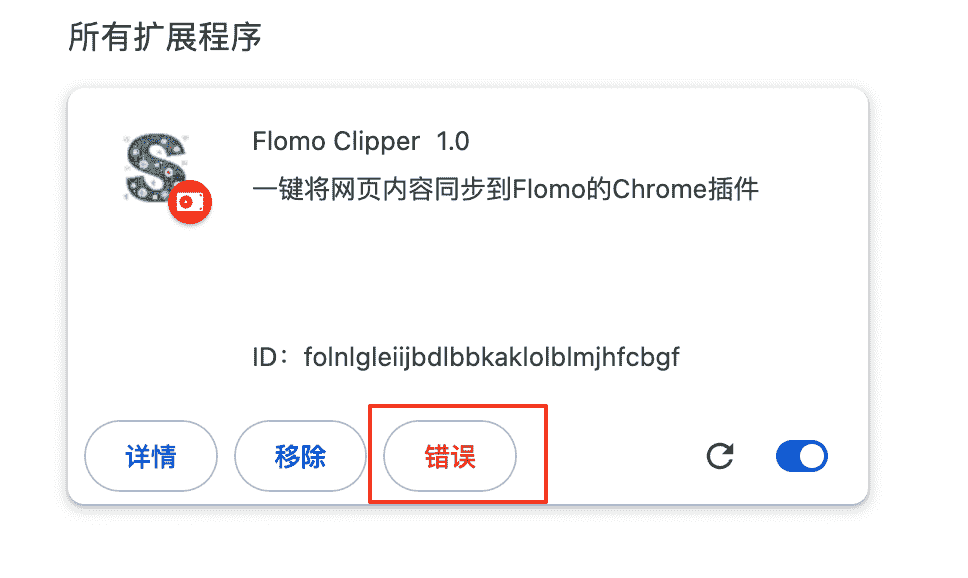 所有扩展程序
Flomo Clipper 1.0
一键将网页内容同步到Flomo的Chrome插件
ID：folnlgleiijbdlbbkaklolblmjhfcbgf
详情 移除 错误